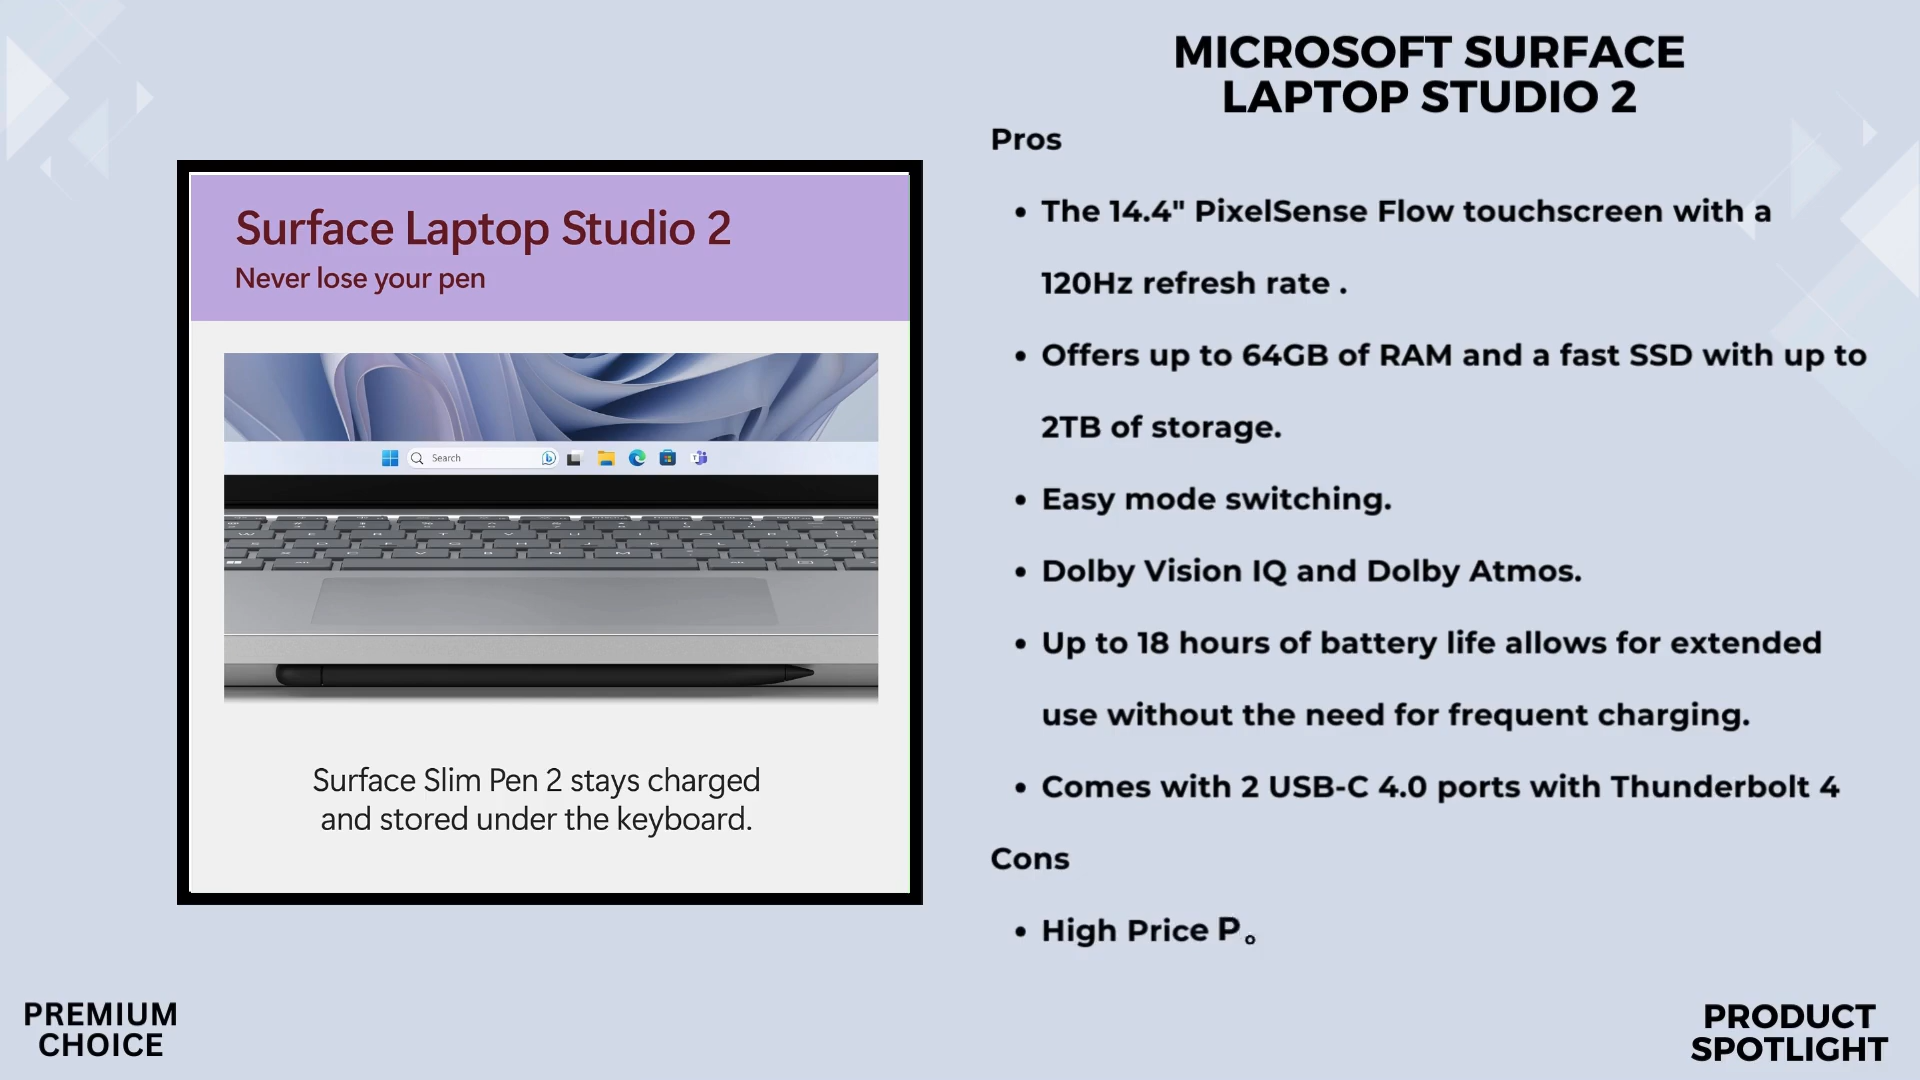 MICROSOFT SURFACE
LAPTOP STUDIO 2
Pros
• The 14.4" PixelSense Flow touchscreen with a
120Hz refresh rate .
• Offers up to 64GB of RAM and a fast SSD with up to
2TB of storage.
• Easy mode switching.
• Dolby Vision IQ and Dolby Atmos.
• Up to 18 hours of battery life allows for extended
use without the need for frequent charging.
• Comes with 2 USB-C 4.0 ports with Thunderbolt 4
Cons
• High Price P。
Surface Laptop Studio 2
Never lose your pen
Search
Surface Slim Pen 2 stays charged
and stored under the keyboard.
PREMIUM
CHOICE
PRODUCT
SPOTLIGHT